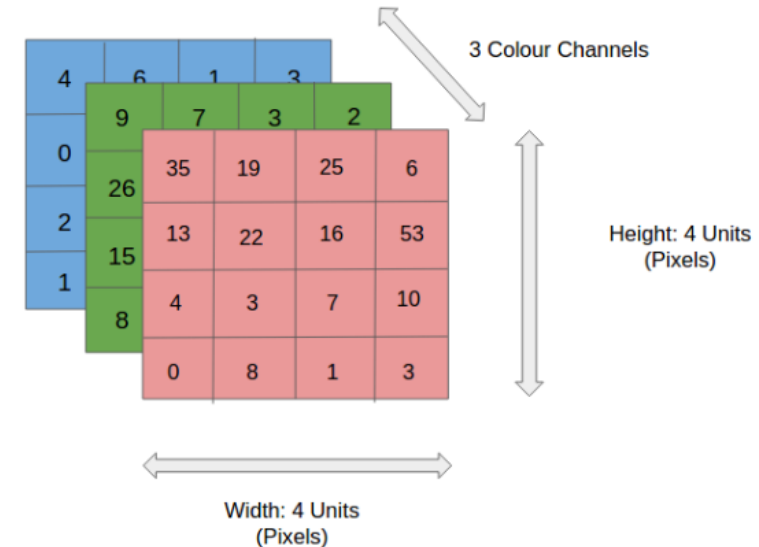 3 Colour Channels
4 6 1 3
9 7 3 2
0
35 19 25 6
26
2
13 22 16 53
15
1
4 3 7 10
8
0 8 1 3
Height: 4 Units
(Pixels)
Width: 4 Units
(Pixels)